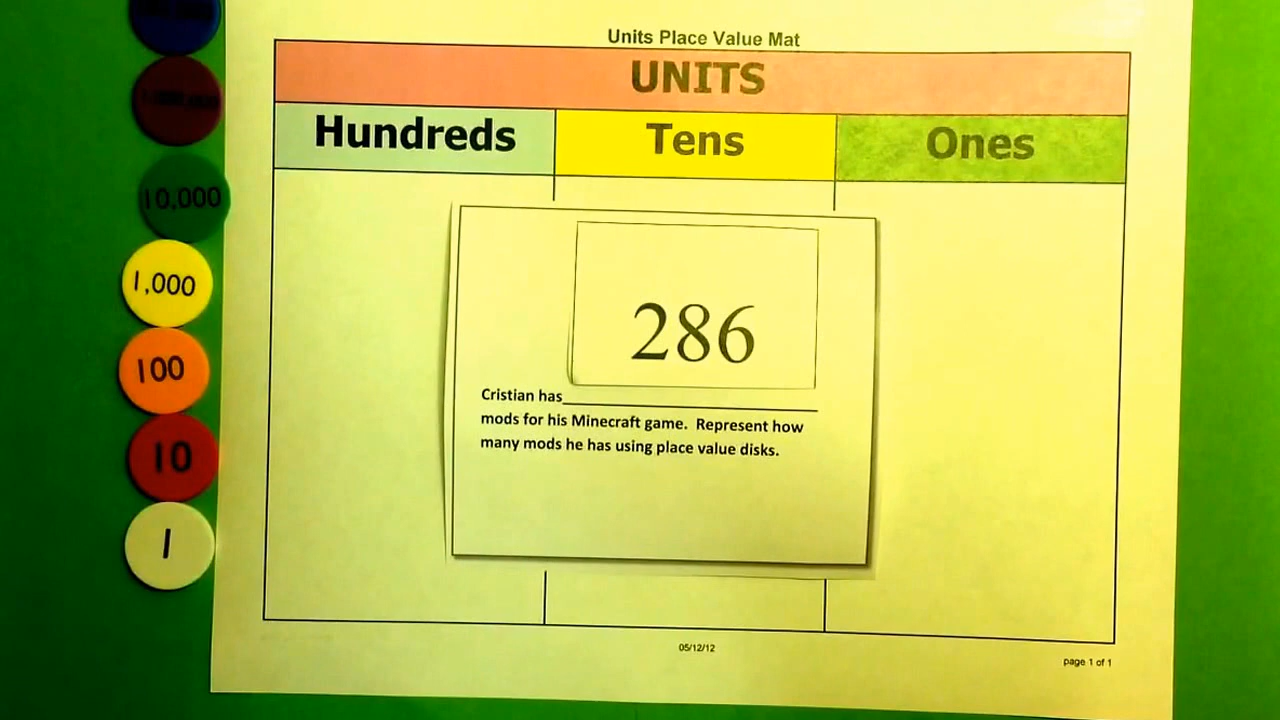 Units Place Value Mat
UNITS
Hundreds Tens Ones
10,000
1,000
100
10
1
286
Cristian has
mods for his Minecraft game. Represent how
many mods he has using place value disks.
05/12/12
page 1 of 1